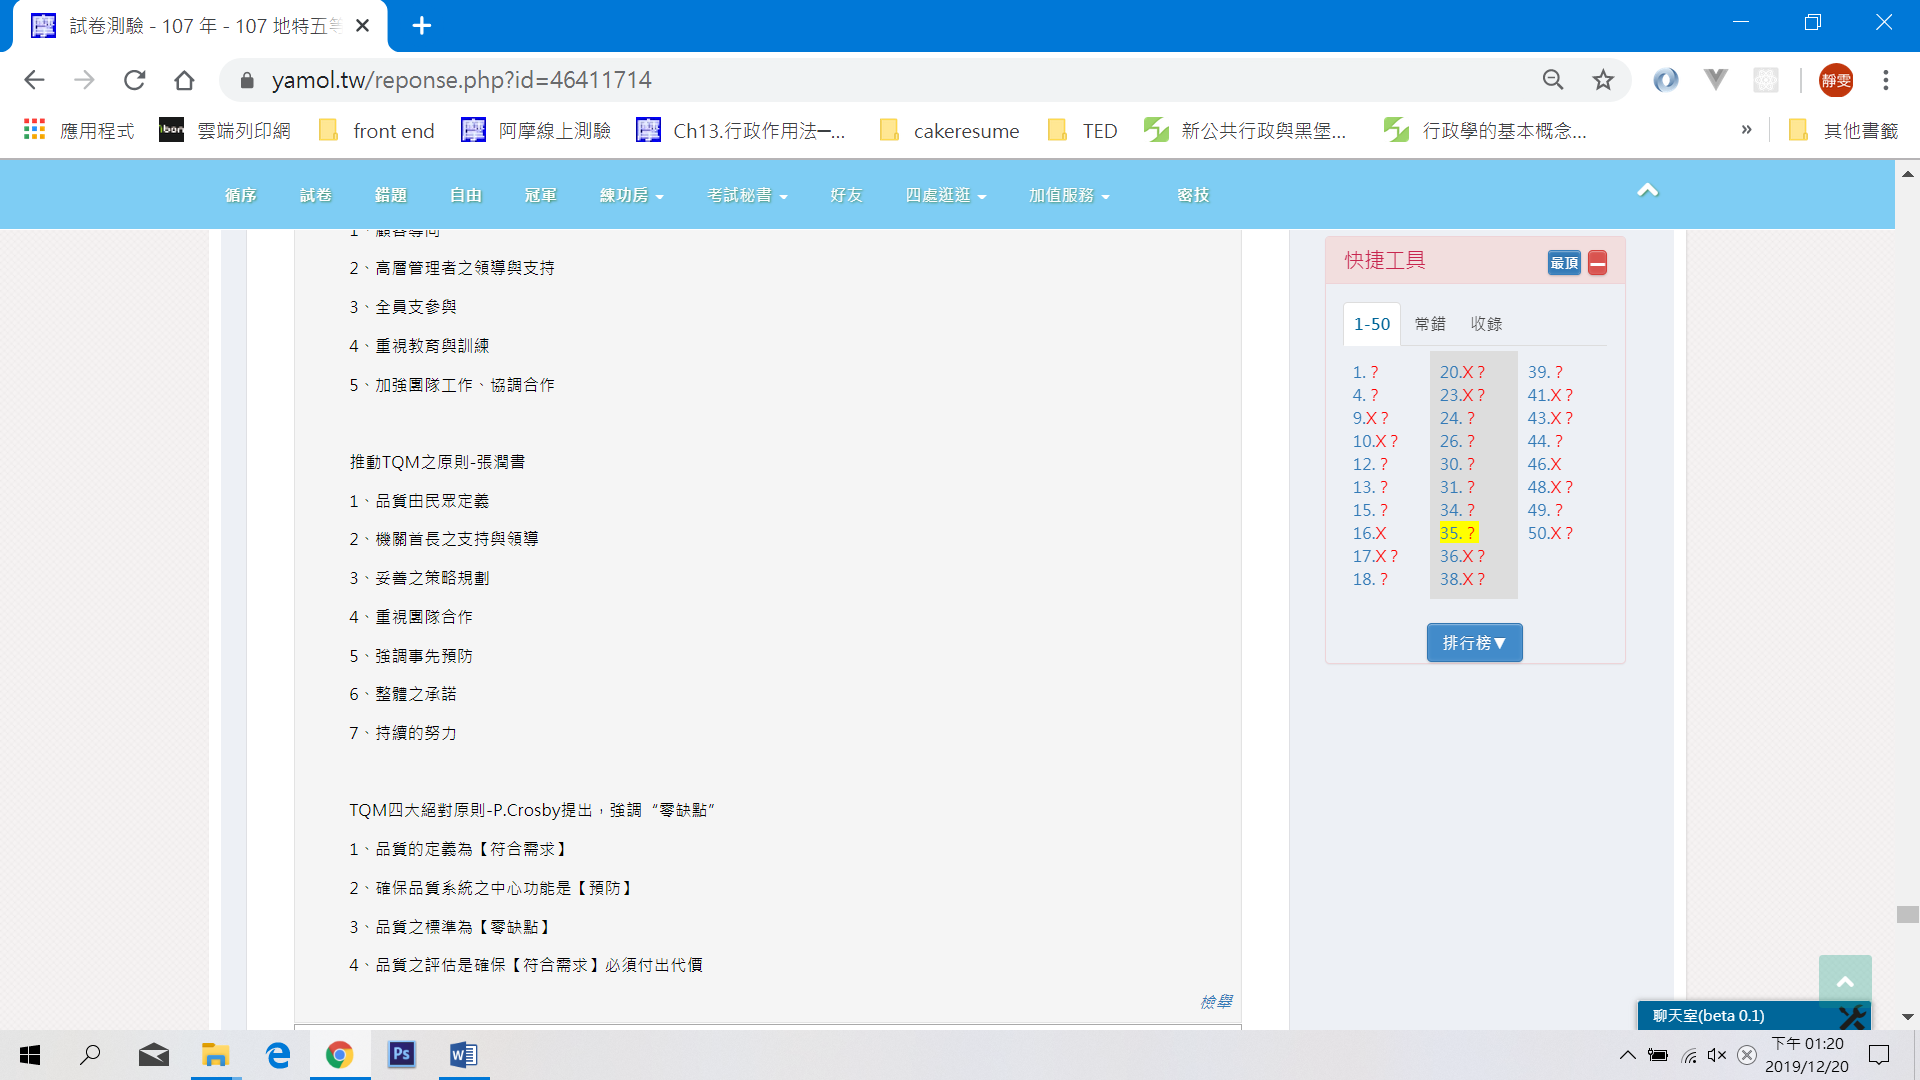 試卷測驗 - 107 年 - 107 地特五等
yamol.tw/reponse.php?id=46411714
靜雯
應用程式
ibon
雲端列印網
front end
阿摩線上測驗
Ch13.行政作用法—...
cakeresume
TED
新公共行政與黑堡...
行政學的基本概念...
»
其他書籤
循序
試卷
錯題
自由
冠軍
練功房
考試秘書
好友
四處逛逛
加值服務
密技
1、顧客導向
2、高層管理者之領導與支持
3、全員支參與
4、重視教育與訓練
5、加強團隊工作、協調合作
推動TQM之原則-張潤書
1、品質由民眾定義
2、機關首長之支持與領導
3、妥善之策略規劃
4、重視團隊合作
5、強調事先預防
6、整體之承諾
7、持續的努力
TQM四大絕對原則-P.Crosby提出，強調“零缺點”
1、品質的定義為【符合需求】
2、確保品質系統之中心功能是【預防】
3、品質之標準為【零缺點】
4、品質之評估是確保【符合需求】必須付出代價
檢舉
快捷工具
最頂
1-50
常錯
收錄
1. ?
4. ?
9.X ?
10.X ?
12. ?
13. ?
15. ?
16.X
17.X ?
18. ?
20.X ?
23.X ?
24. ?
26. ?
30. ?
31. ?
34. ?
35. ?
36.X ?
38.X ?
39. ?
41.X ?
43.X ?
44. ?
46.X
48.X ?
49. ?
50.X ?
排行榜▼
聊天室(beta 0.1)
Ps
下午 01:20
2019/12/20